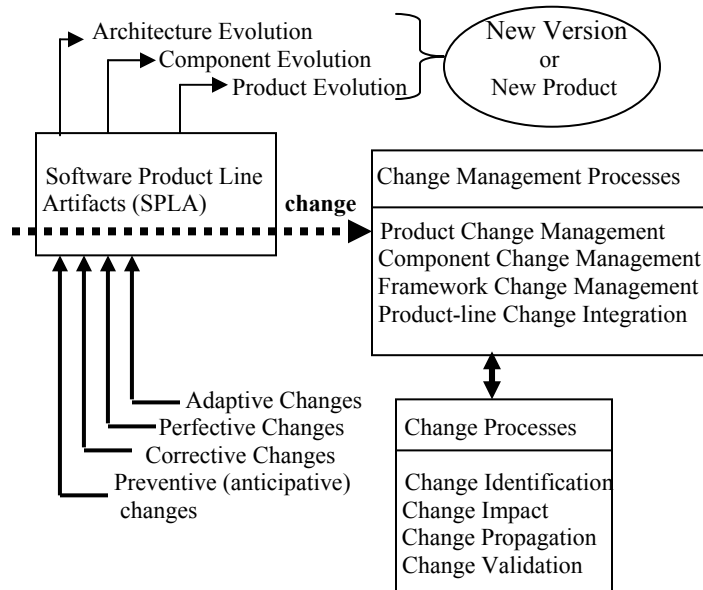 Architecture Evolution
Component Evolution
Product Evolution
New Version
or
New Product
Software Product Line
Artifacts (SPLA)
change
Change Management Processes
Product Change Management
Component Change Management
Framework Change Management
Product-line Change Integration
Adaptive Changes
Perfective Changes
Corrective Changes
Preventive (anticipative)
changes
Change Processes
Change Identification
Change Impact
Change Propagation
Change Validation